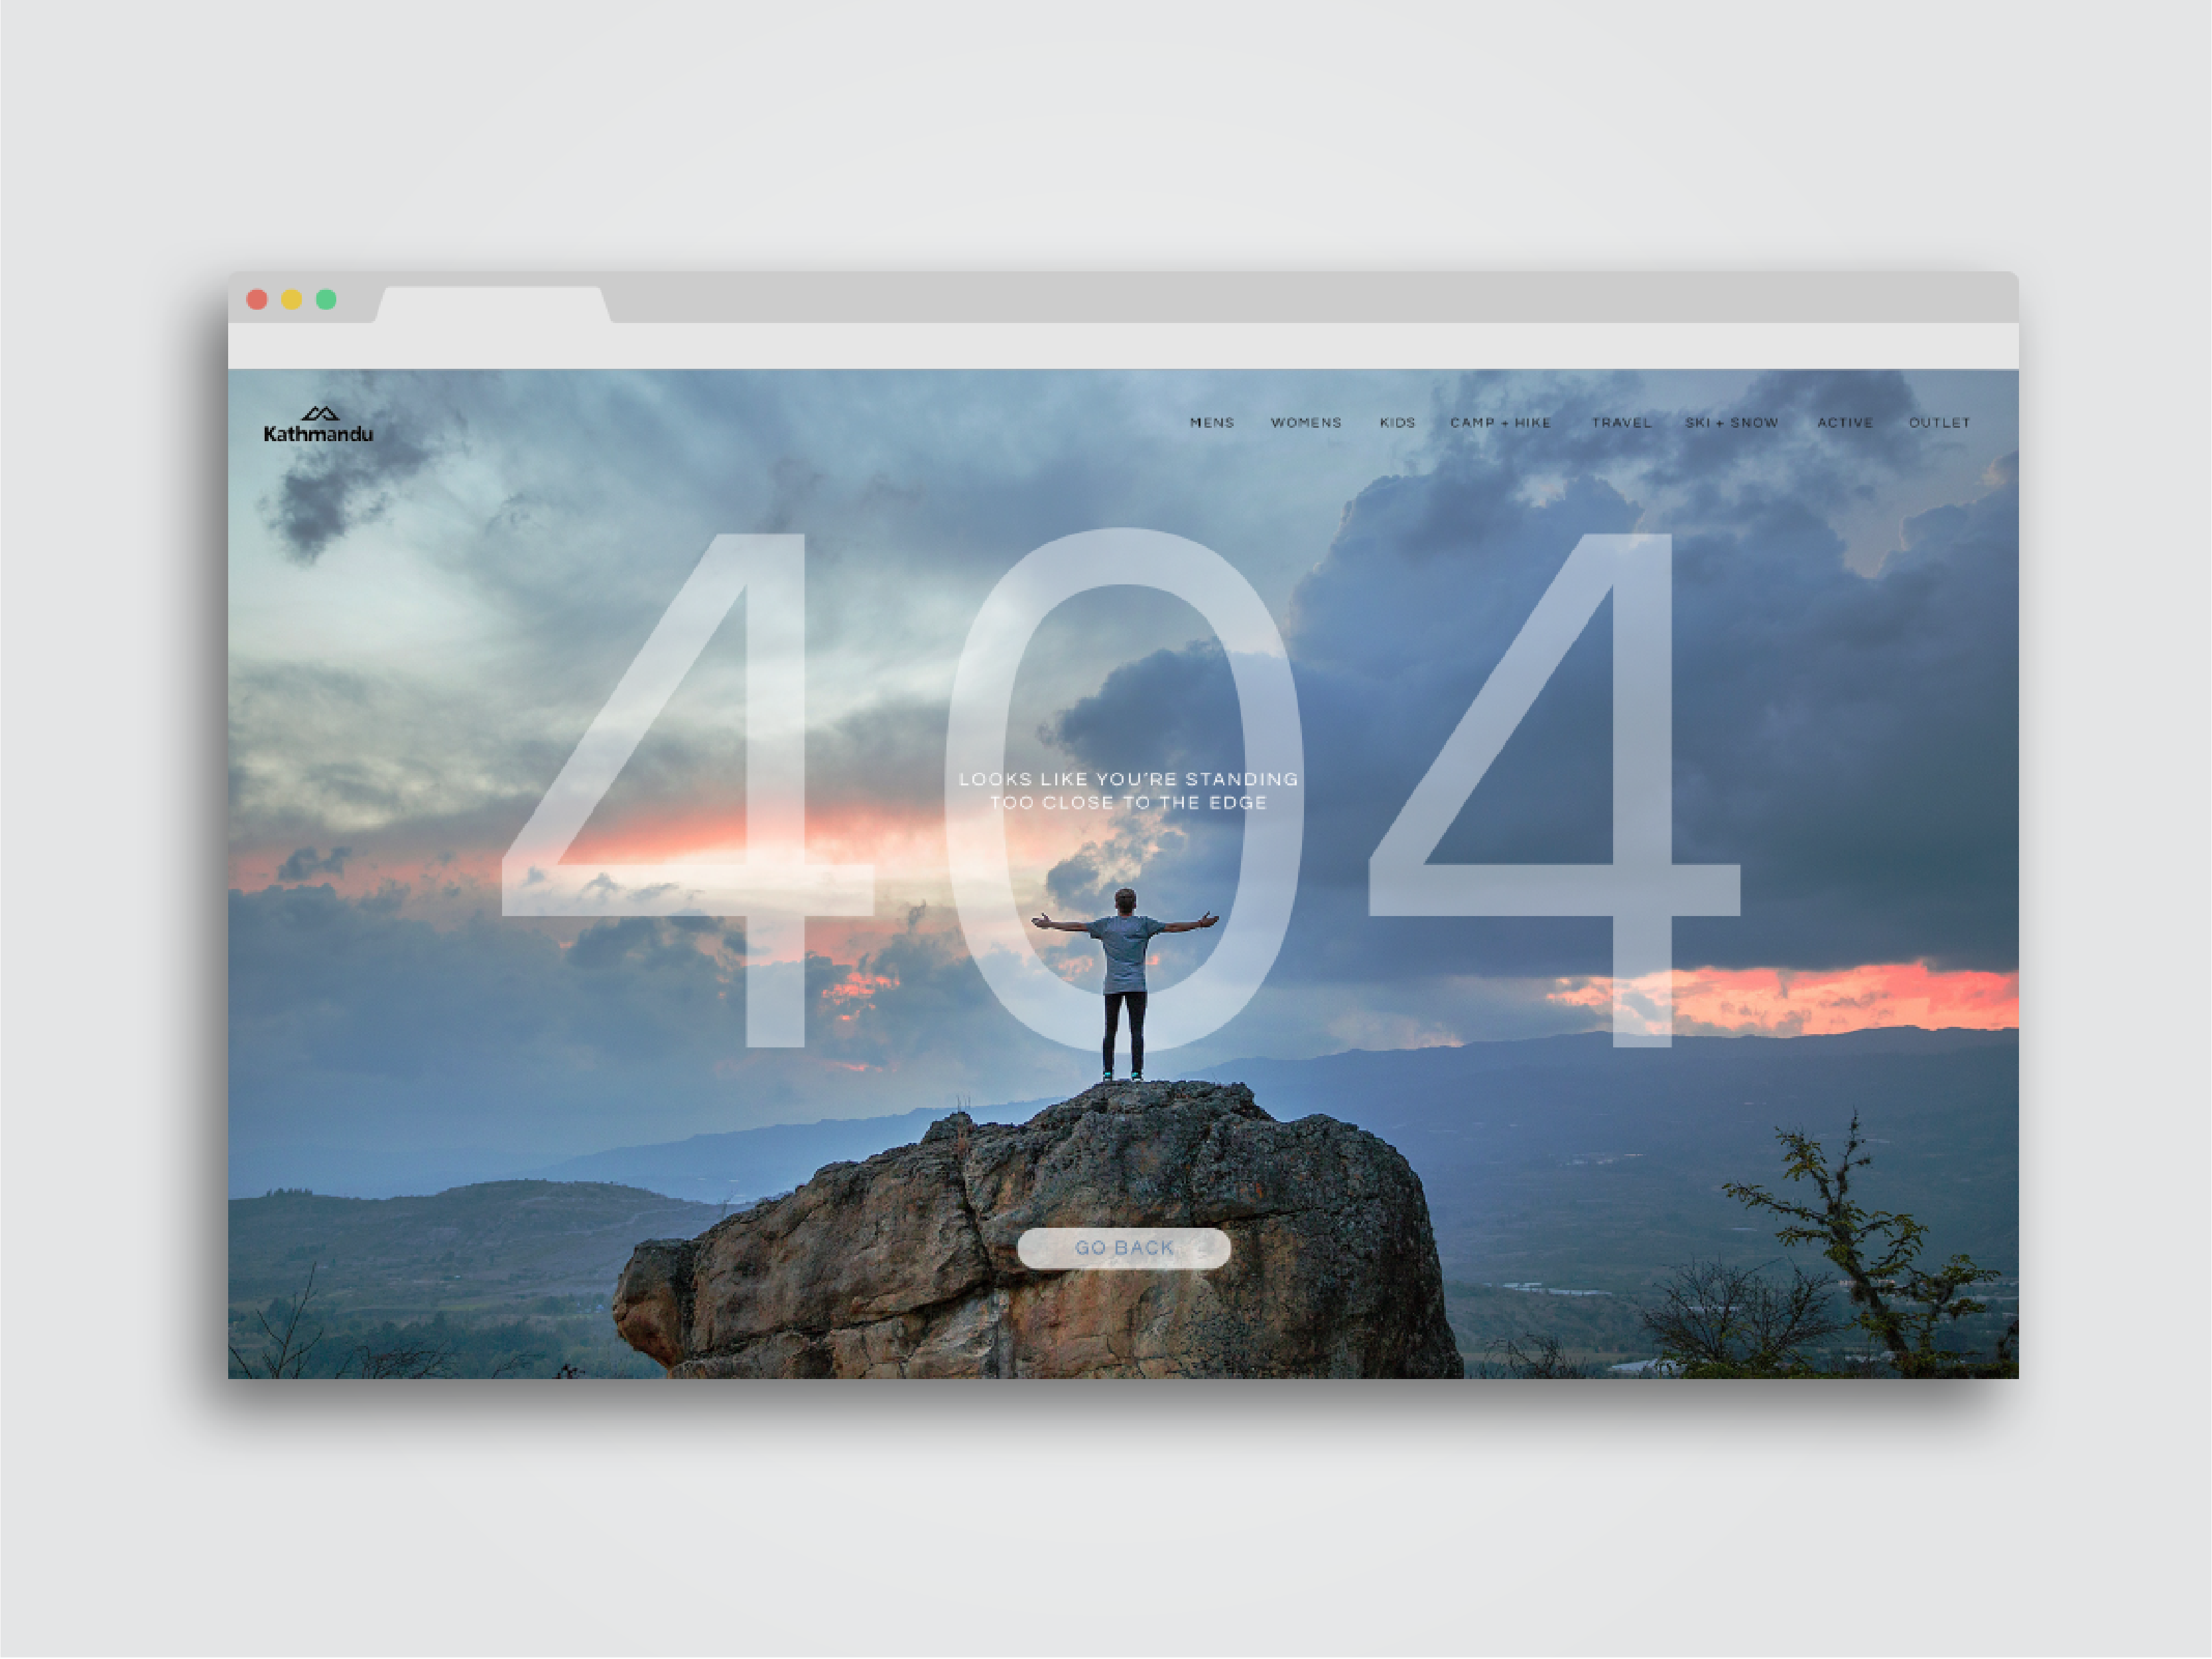 Kathmandu
MENS WOMENS KIDS CAMP + HIKE TRAVEL SKI + SNOW ACTIVE OUTLET
404
LOOKS LIKE YOU'RE STANDING
TOO CLOSE TO THE EDGE
GO BACK